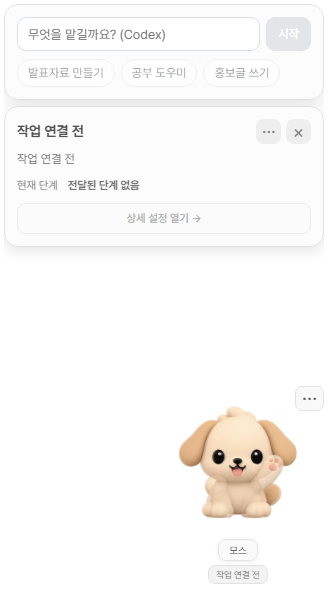 무엇을 맡길까요? (Codex)
시작
발표자료 만들기 공부 도우미 홍보글 쓰기
작업 연결 전
작업 연결 전
현재 단계 전달된 단계 없음
상세 설정 열기 →
모스
작업 연결 전